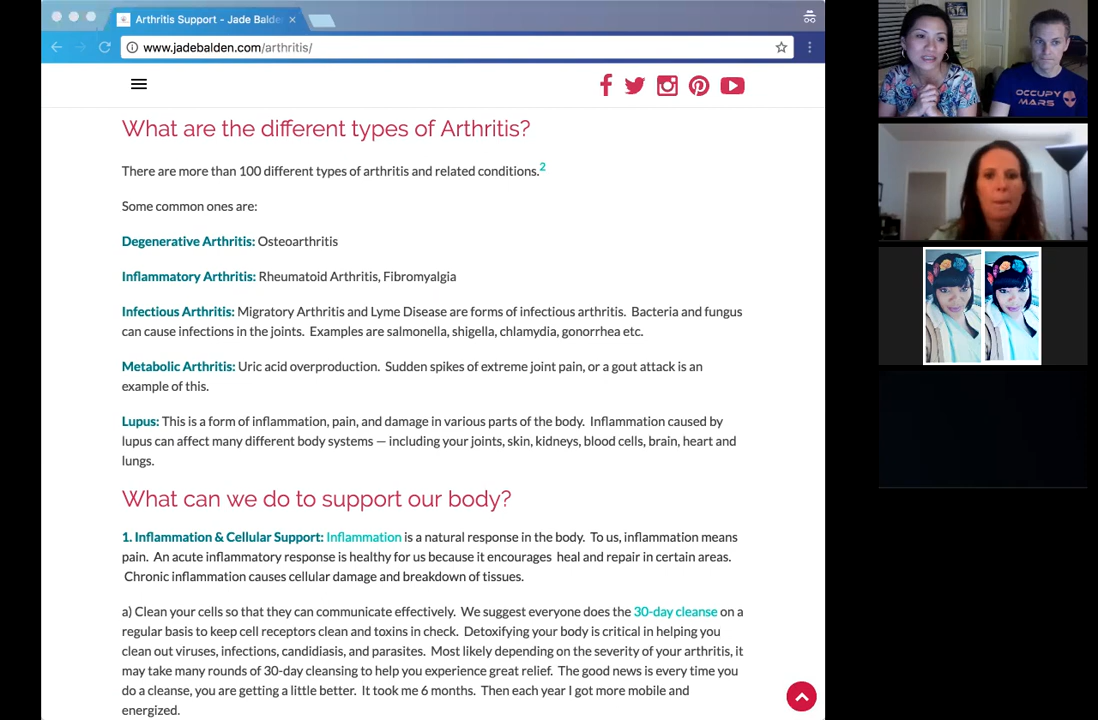 Arthritis Support - Jade Balde
www.jadebalden.com/arthritis/
What are the different types of Arthritis?
There are more than 100 different types of arthritis and related conditions.2
Some common ones are:
Degenerative Arthritis: Osteoarthritis
Inflammatory Arthritis: Rheumatoid Arthritis, Fibromyalgia
Infectious Arthritis: Migratory Arthritis and Lyme Disease are forms of infectious arthritis. Bacteria and fungus
can cause infections in the joints. Examples are salmonella, shigella, chlamydia, gonorrhea etc.
Metabolic Arthritis: Uric acid overproduction. Sudden spikes of extreme joint pain, or a gout attack is an
example of this.
Lupus: This is a form of inflammation, pain, and damage in various parts of the body. Inflammation caused by
lupus can affect many different body systems — including your joints, skin, kidneys, blood cells, brain, heart and
lungs.
What can we do to support our body?
1. Inflammation & Cellular Support: Inflammation is a natural response in the body. To us, inflammation means
pain. An acute inflammatory response is healthy for us because it encourages heal and repair in certain areas.
Chronic inflammation causes cellular damage and breakdown of tissues.
a) Clean your cells so that they can communicate effectively. We suggest everyone does the 30-day cleanse on a
regular basis to keep cell receptors clean and toxins in check. Detoxifying your body is critical in helping you
clean out viruses, infections, candidiasis, and parasites. Most likely depending on the severity of your arthritis, it
may take many rounds of 30-day cleansing to help you experience great relief. The good news is every time you
do a cleanse, you are getting a little better. It took me 6 months. Then each year I got more mobile and
energized.
OCCUPY
MARS